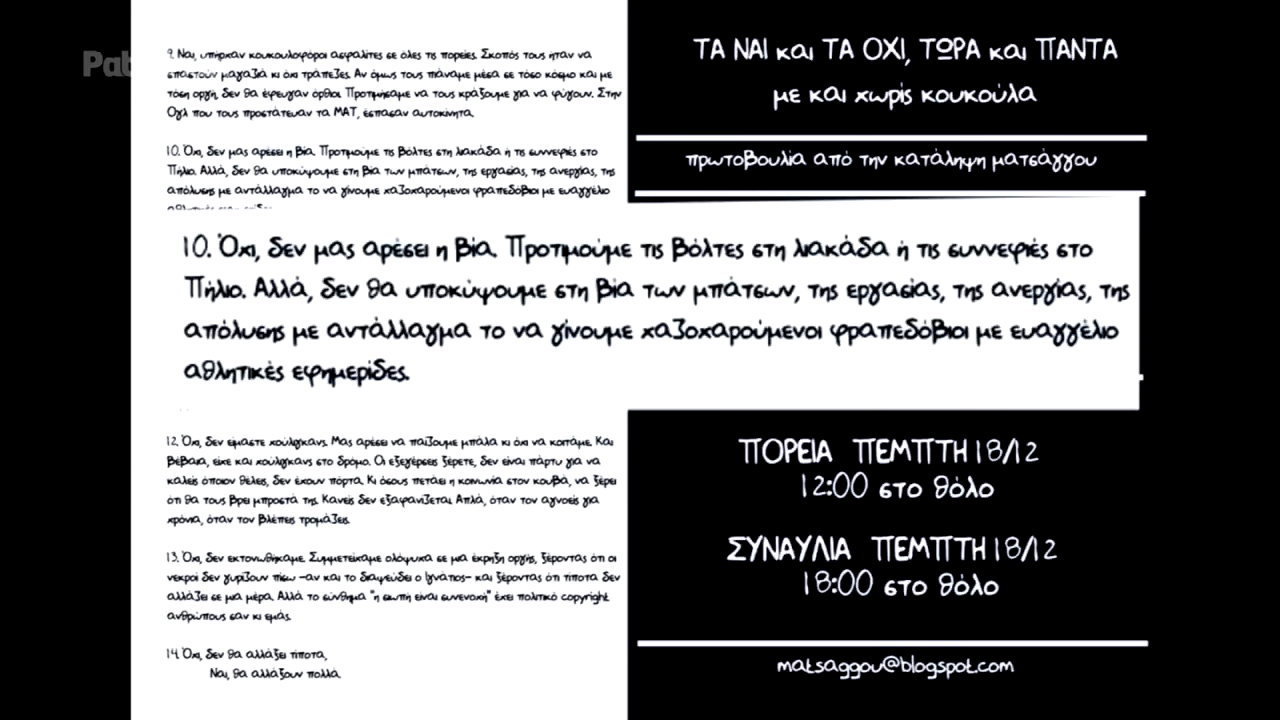 Pat
9. Ναι, υπήρχαν κουκουλοφόροι ασφαλίτες σε όλες τις πορείες. Σκοπός τους ήταν να
σπαστούν μαγαζιά κι όχι τράπεζες. Αν όμως τους πιάναμε μέσα σε τόσο κόσμο και με
τόση οργή, δεν θα έφευγαν όρθιοι. Προτιμήσαμε να τους κράξουμε για να φύγουν. Στην
Ογλ που τους προστάτευαν τα ΜΑΤ, έσπασαν αυτοκίνητα.
10. Όχι, δεν μας αρέσει η βία. Προτιμούμε τις βόλτες στη λιακάδα ή τις συννεφιές στο
Πήλιο. Αλλά, δεν θα υποκύψουμε στη βία των μπάτσων, της εργασίας, της ανεργίας, της
απόλυσης με αντάλλαγμα το να γίνουμε χαζοχαρούμενοι φραπεδόβιοι με ευαγγέλιο
10. Όχι, δεν μας αρέσει η βία. Προτιμούμε τις βόλτες στη λιακάδα ή τις συννεφιές στο
Πήλιο. Αλλά, δεν θα υποκύψουμε στη βία των μπάτσων, της εργασίας, της ανεργίας, της
απόλυσης με αντάλλαγμα το να γίνουμε χαζοχαρούμενοι φραπεδόβιοι με ευαγγέλιο
αθλητικές εφημερίδες.
12. Όχι, δεν είμαστε χούλιγκανς. Μας αρέσει να παίζουμε μπάλα κι όχι να κοιτάμε. Και
βέβαια, είχε και χούλιγκανς στο δρόμο. Οι εξεγέρσεις ξέρετε, δεν είναι πάρτυ για να
καλείς όποιον θέλεις, δεν έχουν πόρτα. Κι όσους πετάει η κοινωνία στον κουβά, να ξέρει
ότι θα τους βρει μπροστά της. Κανείς δεν εξαφανίζεται. Απλά, όταν τον αγνοείς για
χρόνια, όταν τον βλέπεις τρομάζεις.
13. Όχι, δεν εκτονωθήκαμε. Συμμετείχαμε ολόψυχα σε μια έκρηξη οργής, ξέροντας ότι οι
νεκροί δεν γυρίζουν πίσω -αν και το διαψεύδει ο Ιγνάτιος- και ξέροντας ότι τίποτα δεν
αλλάζει σε μια μέρα. Αλλά το σύνθημα "η σιωπή είναι συνενοχή" έχει πολιτικό copyright
ανθρώπους σαν κι εμάς.
14. Όχι, δεν θα αλλάξει τίποτα,
Ναι, θα αλλάξουν πολλά.
ΤΑ ΝΑΙ και ΤΑ ΟΧΙ, ΤΩΡΑ και ΠΑΝΤΑ
με και χωρίς κουκούλα
πρωτοβουλία από την κατάληψη ματσάγγου
ΠΟΡΕΙΑ ΠΕΜΠΤΗ 18/12
12:00 στο θόλο
ΣΥΝΑΥΛΙΑ ΠΕΜΠΤΗ 18/12
18:00 στο θόλο
matsaggou@blogspot.com